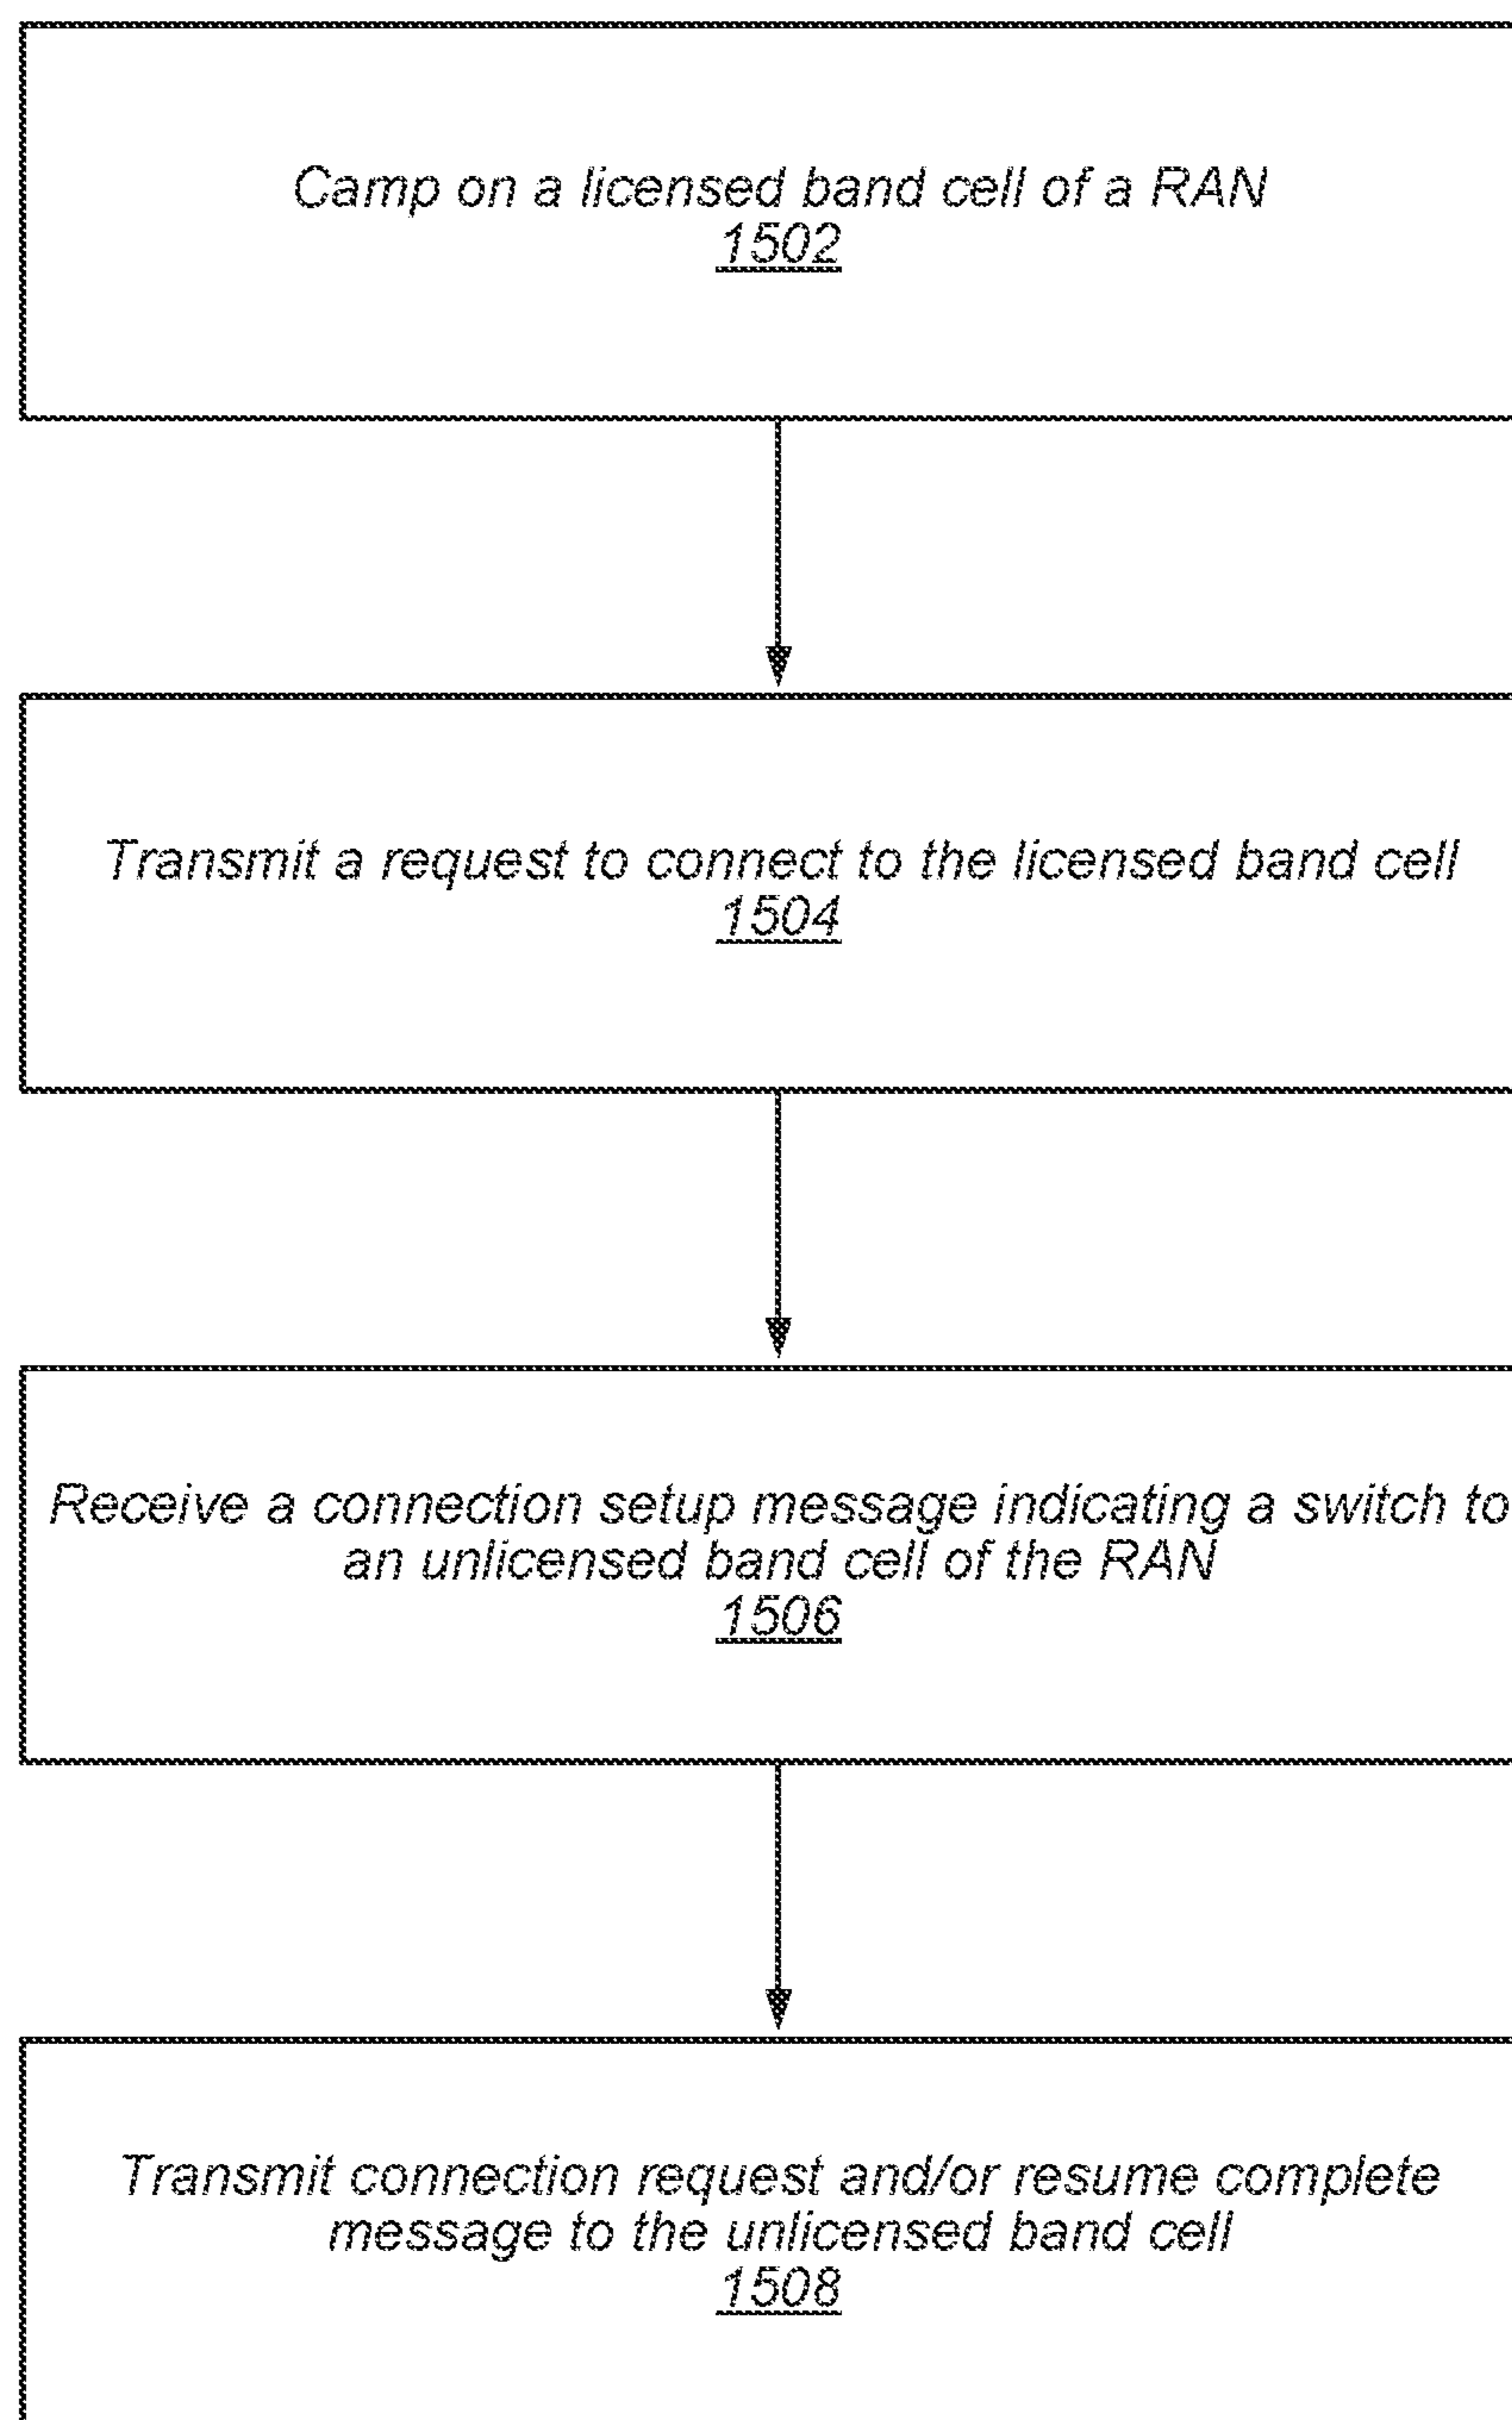 Camp on a licensed band cell of a RAN
1502
Transmit a request to connect to the licensed band cell
1504
Receive a connection setup message indicating a switch to
an unlicensed band cell of the RAN
1506
Transmit connection request and/or resume complete
message to the unlicensed band cell
1508